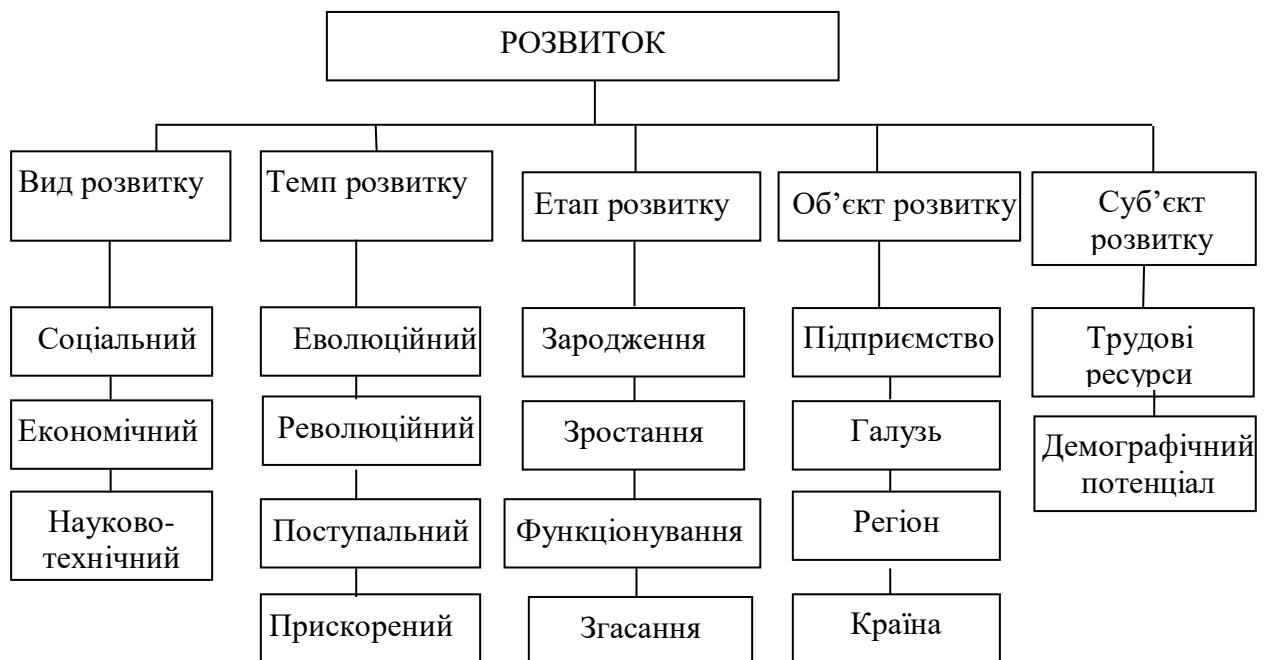 РОЗВИТОК
Вид розвитку
Темп розвитку
Етап розвитку
Об’єкт розвитку
Суб’єкт
розвитку
Соціальний
Еволюційний
Зародження
Підприємство
Трудові
ресурси
Економічний
Революційний
Зростання
Галузь
Демографічний
потенціал
Науково-
технічний
Поступальний
Функціонування
Регіон
Прискорений
Згасання
Країна